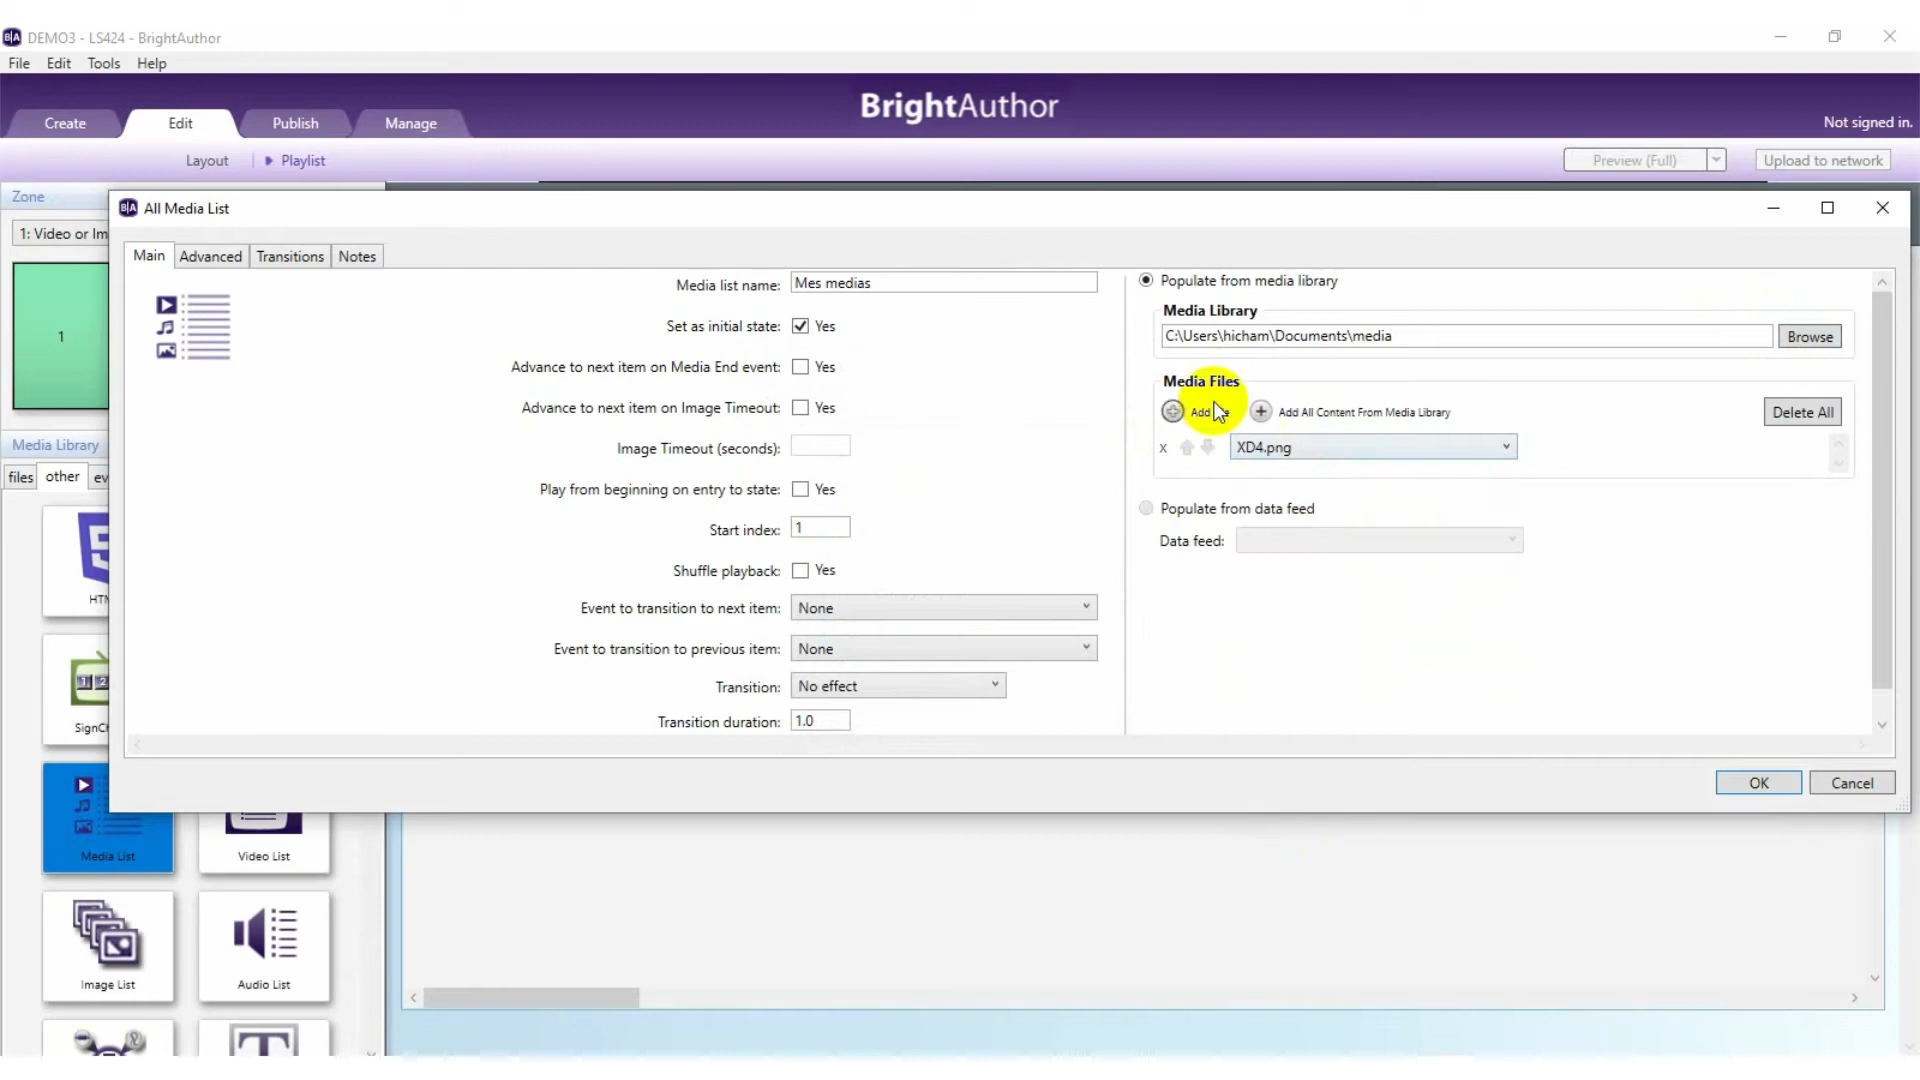 B|A DEMO3 - LS424 - BrightAuthor
File Edit Tools Help
BrightAuthor
Create Edit Publish Manage
Not signed in.
Layout Playlist
Preview (Full) Upload to network
Zone
B|A All Media List
1: Video or Im
Main Advanced Transitions Notes
1
Media list name: Mes medias
Set as initial state: Yes
Advance to next item on Media End event: Yes
Advance to next item on Image Timeout: Yes
Image Timeout (seconds):
Play from beginning on entry to state: Yes
Start index: 1
Shuffle playback: Yes
Event to transition to next item: None
Event to transition to previous item: None
Transition: No effect
Transition duration: 1.0
Populate from media library
Media Library
C:\Users\hicham\Documents\media Browse
Media Files
Add Add All Content From Media Library Delete All
x XD4.png
Populate from data feed
Data feed:
OK Cancel
Media Library
files other ev
5
HTM
1 2
SignCh
Media List Video List
Image List Audio List
T